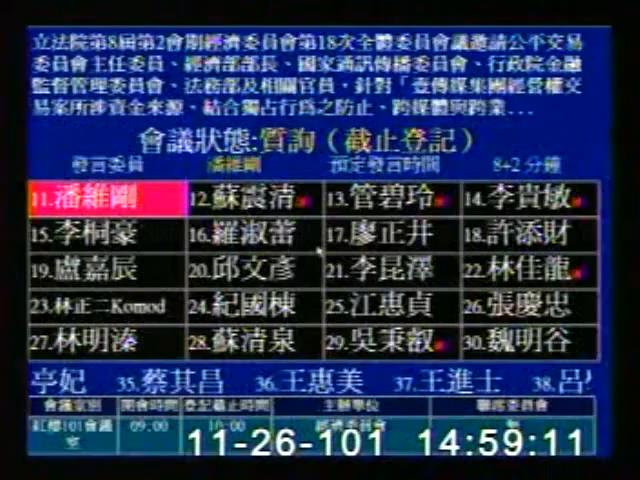 立法院第8屆第2會期經濟委員會第18次全體委員會議邀請公平交易
委員會主任委員、經濟部部長、國家通訊傳播委員會、行政院金融
監督管理委員會、法務部及相關官員，針對「壹傳媒集團經營權交
易案所涉資金來源、結合獨占行為之防止、跨媒體與跨業...
會議狀態:質詢（截止登記）
發言委員 潘維剛 預定發言時間 8+2 分鐘
11.潘維剛 12.蘇震清 13.管碧玲 14.李貴敏
15.李桐豪 16.羅淑蕾 17.廖正井 18.許添財
19.盧嘉辰 20.邱文彥 21.李昆澤 22.林佳龍
23.林正二Komod 24.紀國棟 25.江惠貞 26.張慶忠
27.林明溱 28.蘇清泉 29.吳秉叡 30.魏明谷
亭妃 35.蔡其昌 36.王惠美 37.王進士 38.呂
會議室別 開會時間 登記截止時間 主辦單位 聯席委員會
紅樓101會議室 09:00 10:00 經濟委員會 無
11-26-101 14:59:11